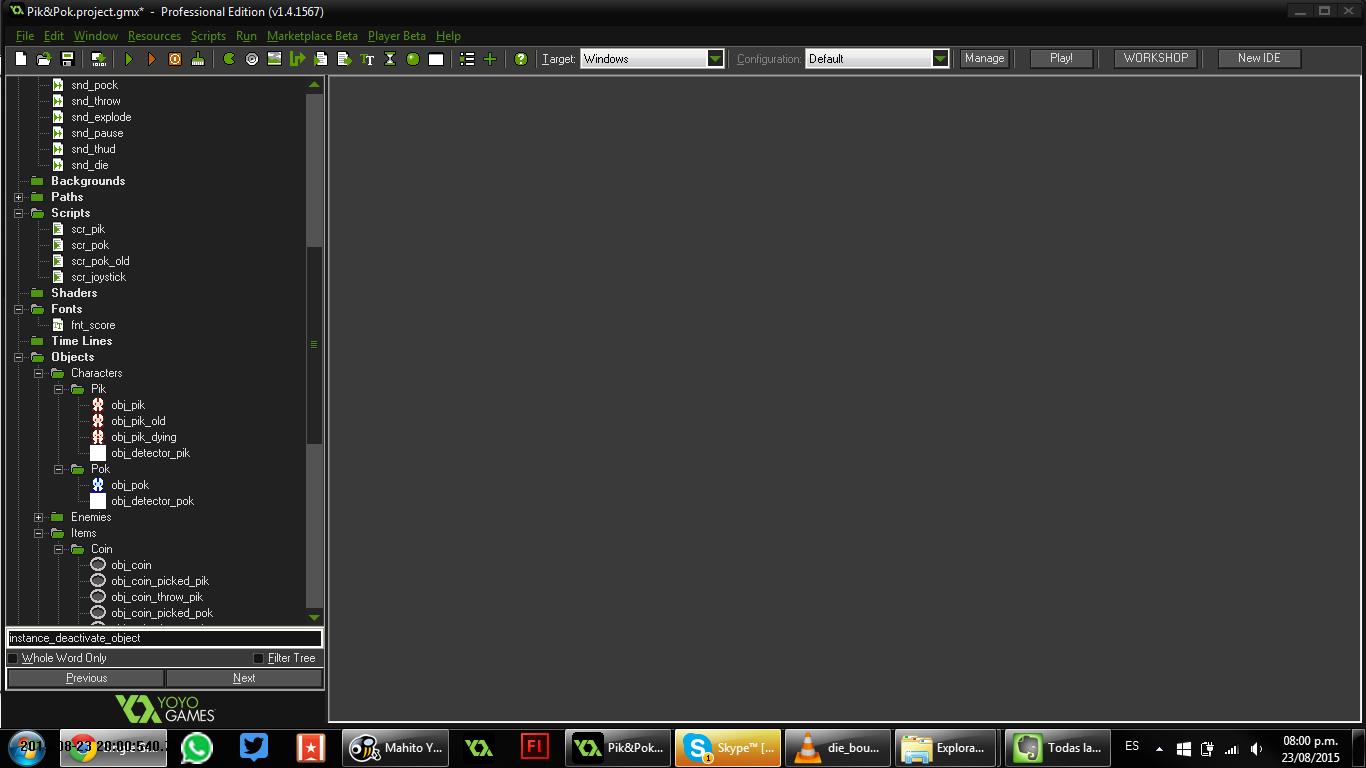 Pik&Pok.project.gmx* - Professional Edition (v1.4.1567)
File Edit Window Resources Scripts Run Marketplace Beta Player Beta Help
Target: Windows Configuration: Default Manage Play! WORKSHOP New IDE
snd_pock
snd_throw
snd_explode
snd_pause
snd_thud
snd_die
Backgrounds
Paths
Scripts
scr_pik
scr_pok
scr_pok_old
scr_joystick
Shaders
Fonts
fnt_score
Time Lines
Objects
Characters
Pik
obj_pik
obj_pik_old
obj_pik_dying
obj_detector_pik
Pok
obj_pok
obj_detector_pok
Enemies
Items
Coin
obj_coin
obj_coin_picked_pik
obj_coin_throw_pik
obj_coin_picked_pok
instance_deactivate_object
Whole Word Only Filter Tree
Previous Next
YOYO
GAMES
Mahito Y... Fl Pik&Pok... Skype™ [... 1 die_bou... Explora... Todas la... ES 08:00 p.m.
23/08/2015